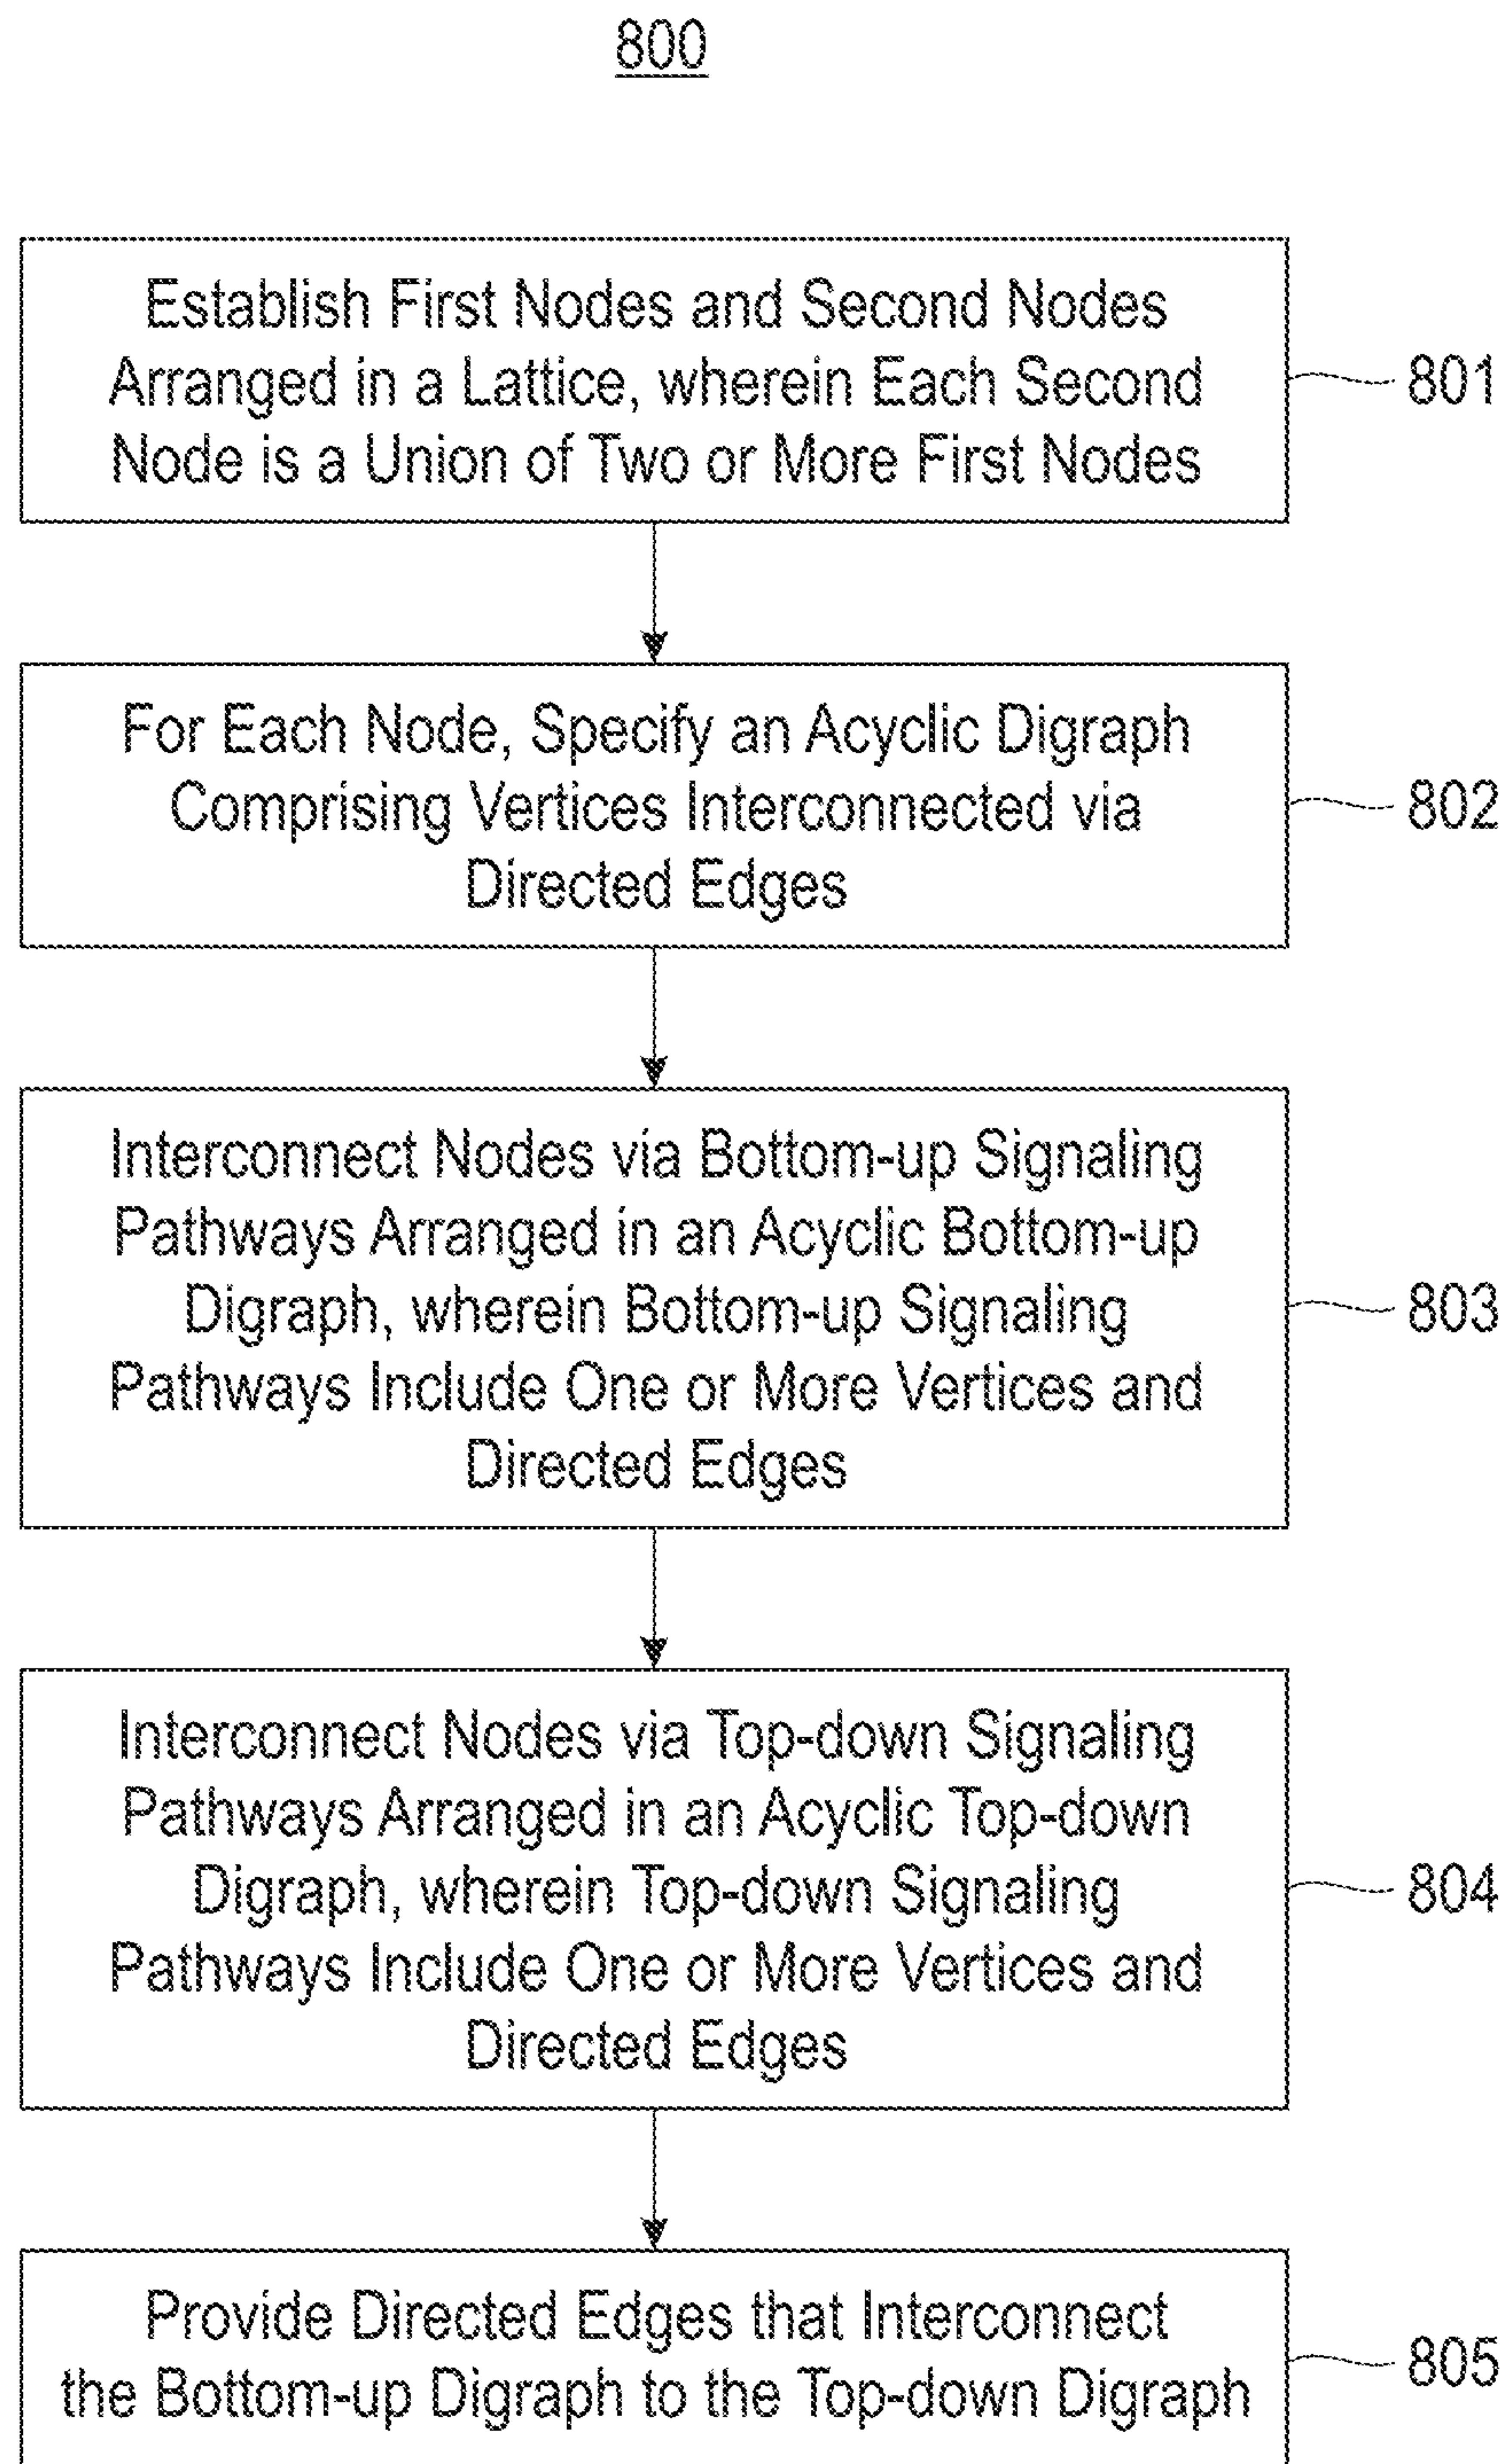 800
Establish First Nodes and Second Nodes
Arranged in a Lattice, wherein Each Second
Node is a Union of Two or More First Nodes
801
For Each Node, Specify an Acyclic Digraph
Comprising Vertices Interconnected via
Directed Edges
802
Interconnect Nodes via Bottom-up Signaling
Pathways Arranged in an Acyclic Bottom-up
Digraph, wherein Bottom-up Signaling
Pathways Include One or More Vertices and
Directed Edges
803
Interconnect Nodes via Top-down Signaling
Pathways Arranged in an Acyclic Top-down
Digraph, wherein Top-down Signaling
Pathways Include One or More Vertices and
Directed Edges
804
Provide Directed Edges that Interconnect
the Bottom-up Digraph to the Top-down Digraph
805